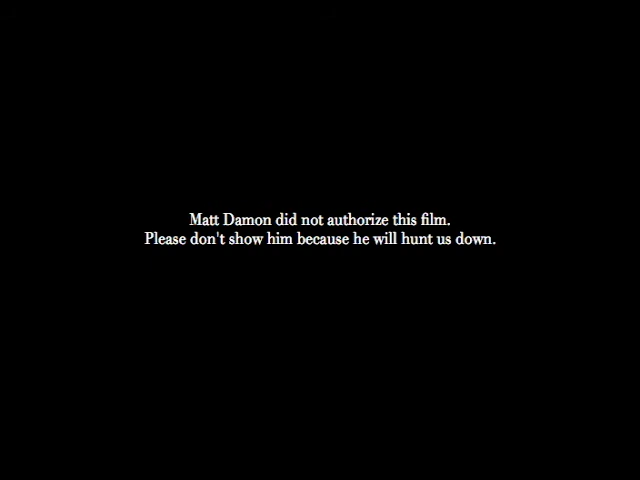 Matt Damon did not authorize this film.
Please don't show him because he will hunt us down.